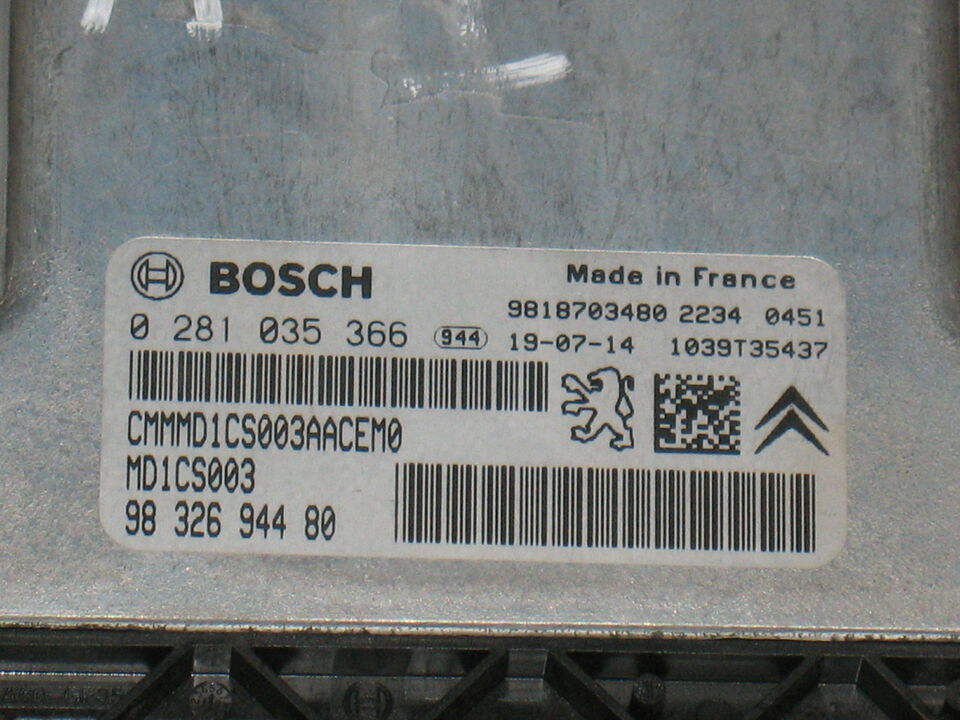 BOSCH
Made in France
9818703480 2234 0451
0 281 035 366 944 19-07-14 1039T35437
CMMMD1CS003AACEM0
MD1CS003
98 326 944 80